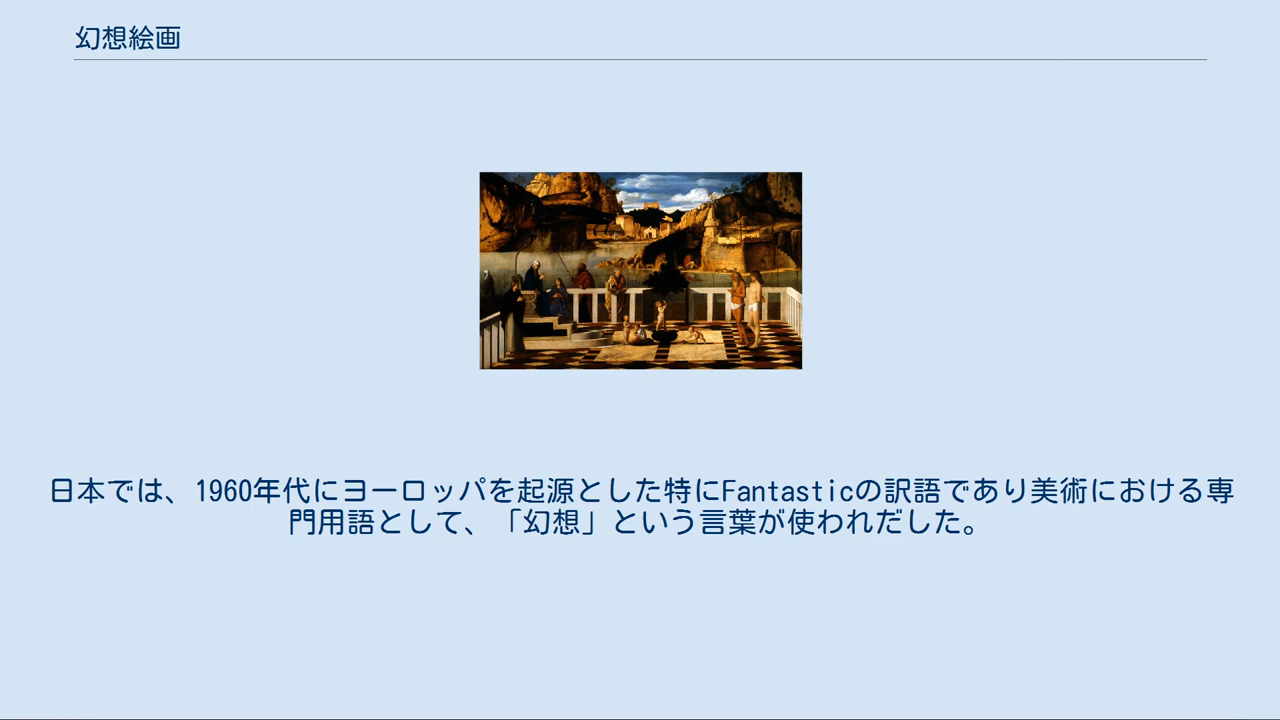 幻想絵画
日本では、1960年代にヨーロッパを起源とした特にFantasticの訳語であり美術における専
門用語として、「幻想」という言葉が使われだした。